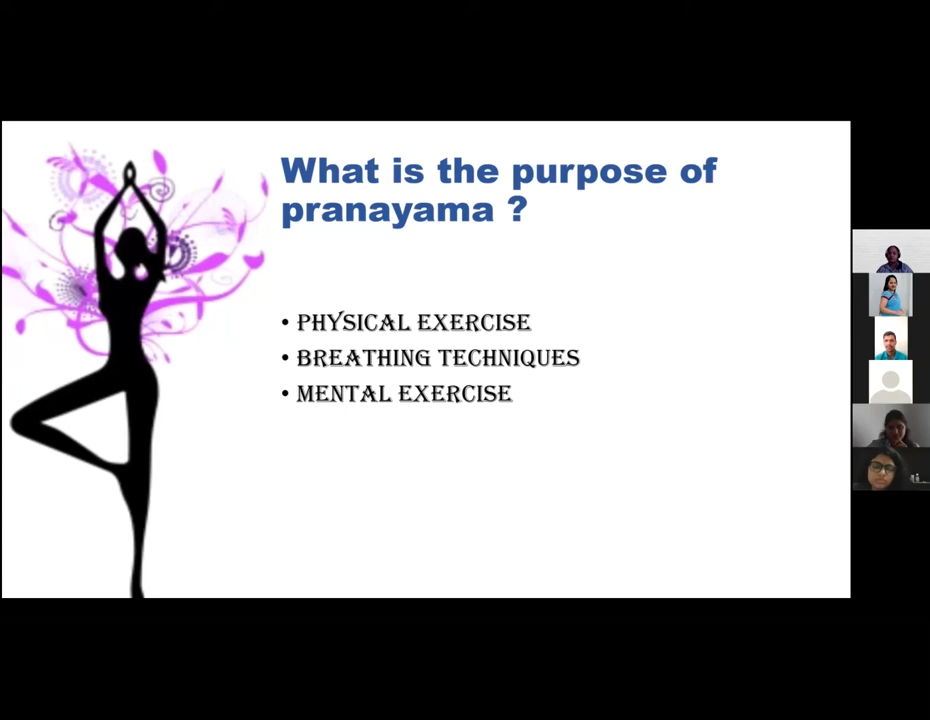 What is the purpose of
pranayama ?
• Physical exercise
• Breathing techniques
• Mental exercise